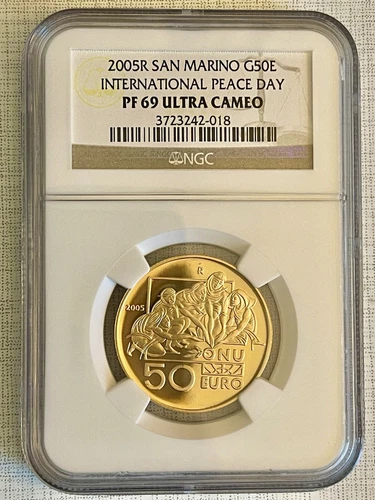 2005R SAN MARINO G50E
INTERNATIONAL PEACE DAY
PF 69 ULTRA CAMEO
3723242-018
NGC
R
2005
ONU
50 EURO